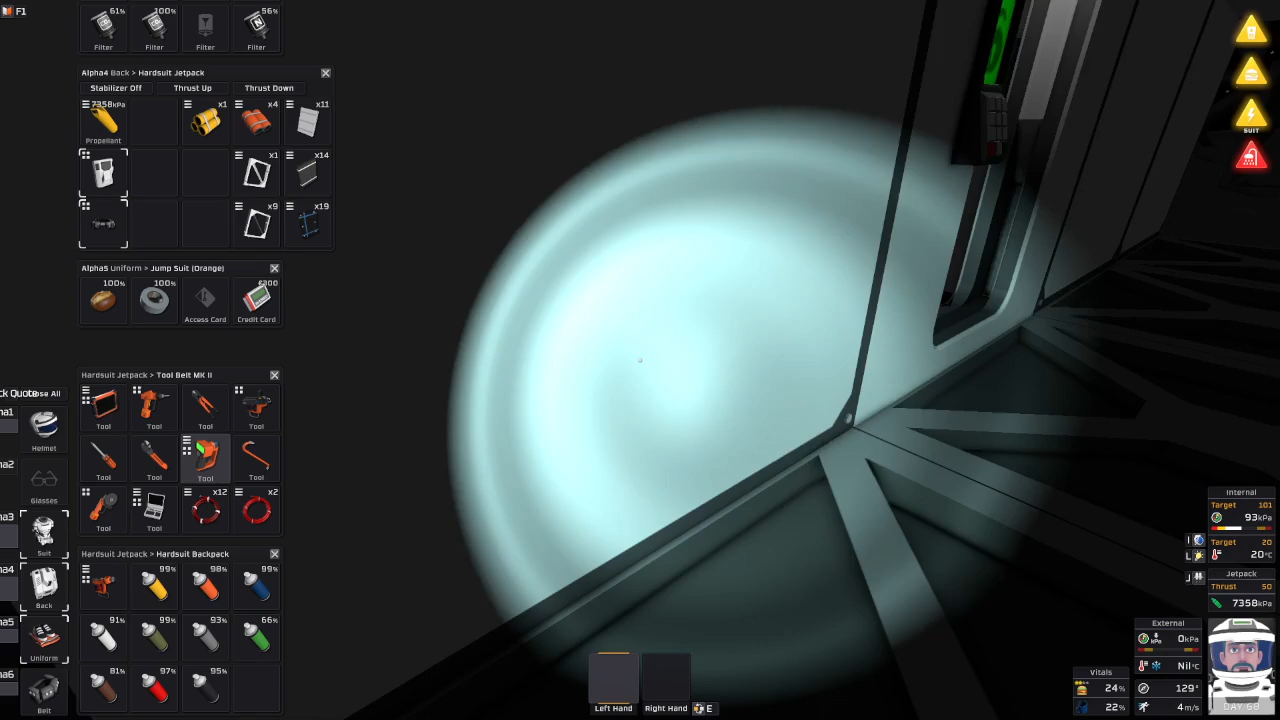 F1
61% 100% 56%
Filter Filter Filter Filter
Alpha4 Back > Hardsuit Jetpack
Stabilizer Off Thrust Up Thrust Down
7358kPa x1 x4 x11
Propellant
x1 x14
x9 x19
Alpha5 Uniform > Jump Suit (Orange)
100% 100%
Access Card Credit Card
Hardsuit Jetpack > Tool Belt MK II
Tool Tool Tool Tool
Helmet
Tool Tool Tool Tool
Glasses
x12 x2
Tool Tool
Suit
Hardsuit Jetpack > Hardsuit Backpack
99% 98% 99%
Back
91% 99% 93% 66%
Uniform
81% 97% 95%
Belt
Left Hand Right Hand E
SUIT
Internal
Target 101
93kPa
Target 20
20°C
Jetpack
Thrust 50
7358kPa
External
0kPa
Nil°C
Vitals
24%
22%
129°
4m/s
DAY 68